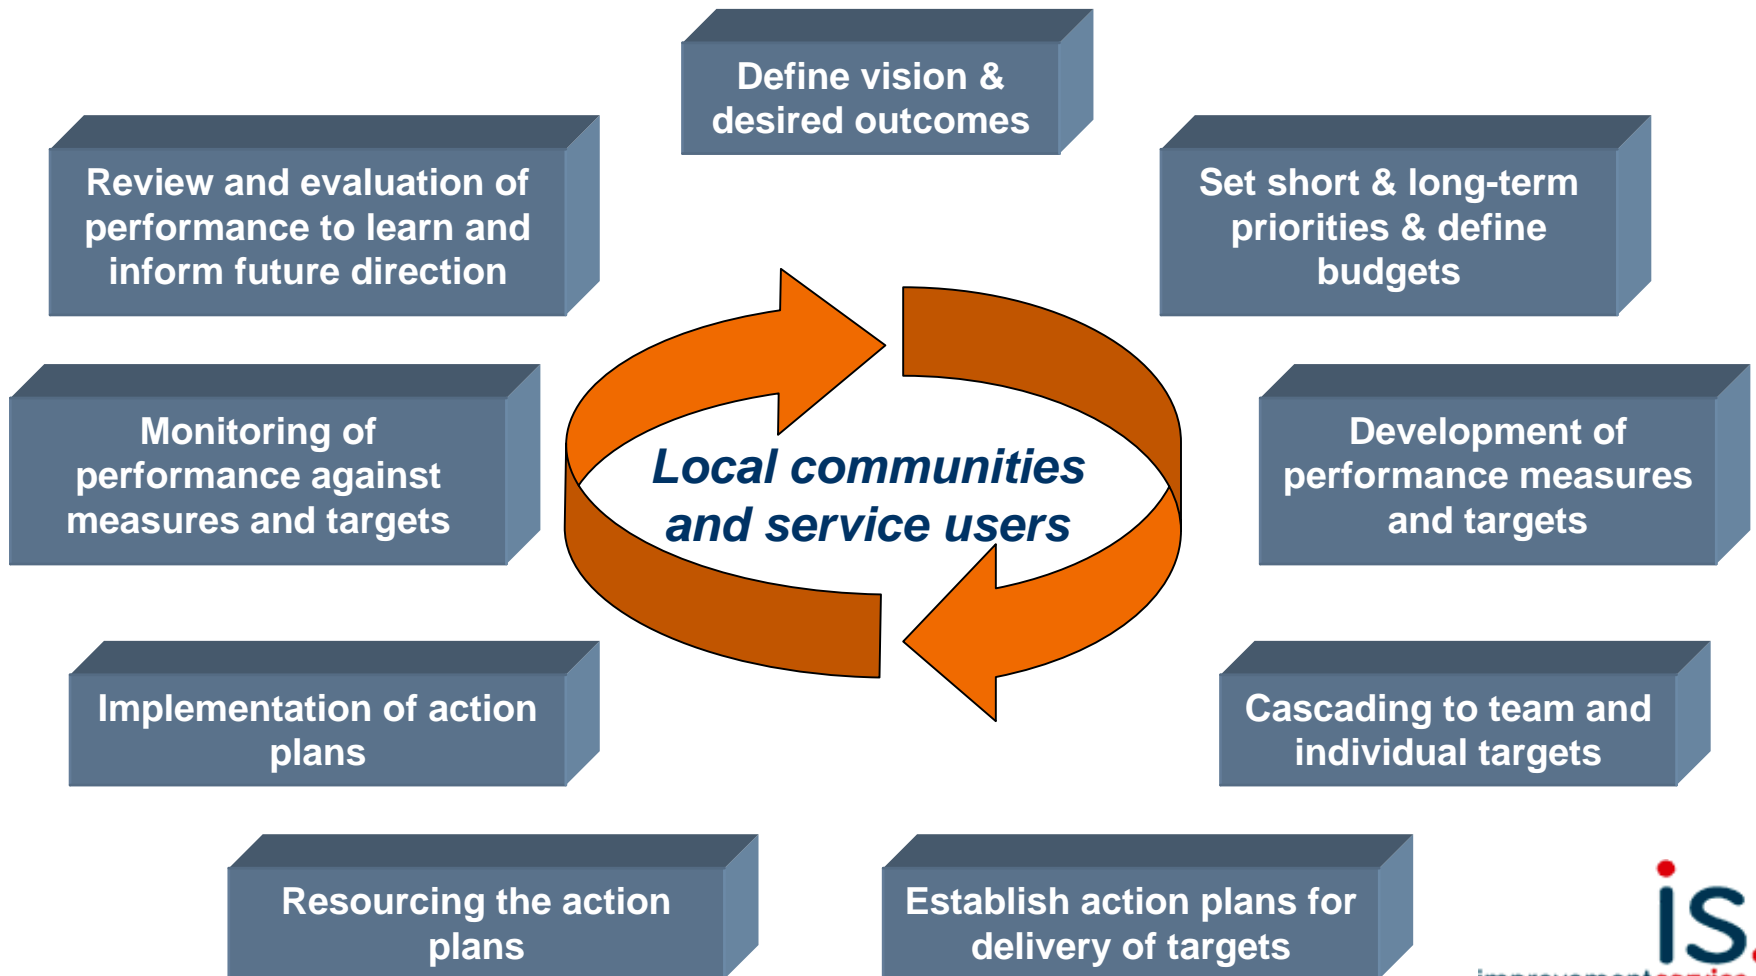 Define vision &
desired outcomes
Set short & long-term
priorities & define
budgets
Development of
performance measures
and targets
Cascading to team and
individual targets
Establish action plans for
delivery of targets
Resourcing the action
plans
Implementation of action
plans
Monitoring of
performance against
measures and targets
Review and evaluation of
performance to learn and
inform future direction
Local communities
and service users
is.
improvementservice